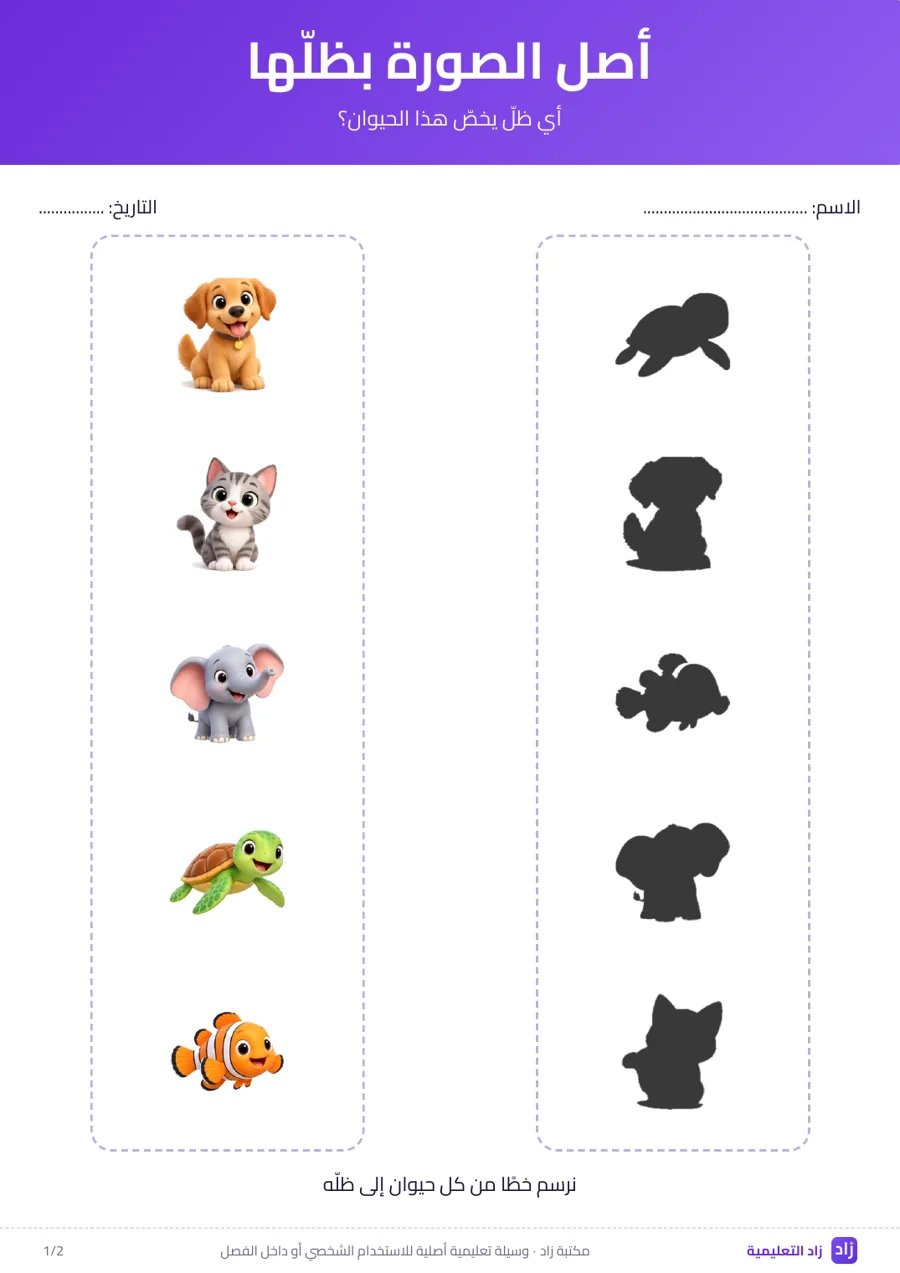 أصل الصورة بظلّها
أي ظلّ يخصّ هذا الحيوان؟
الاسم: ........................................ التاريخ: ................
نرسم خطًا من كل حيوان إلى ظلّه
زاد زاد التعليمية مكتبة زاد · وسيلة تعليمية أصلية للاستخدام الشخصي أو داخل الفصل 1/2